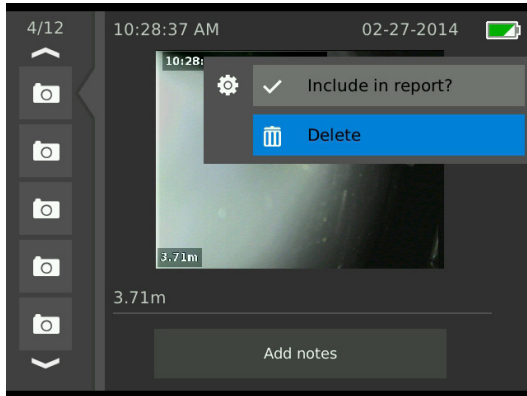 4/12
10:28:37 AM 02-27-2014
10:28:
Include in report?
Delete
3.71m
3.71m
Add notes